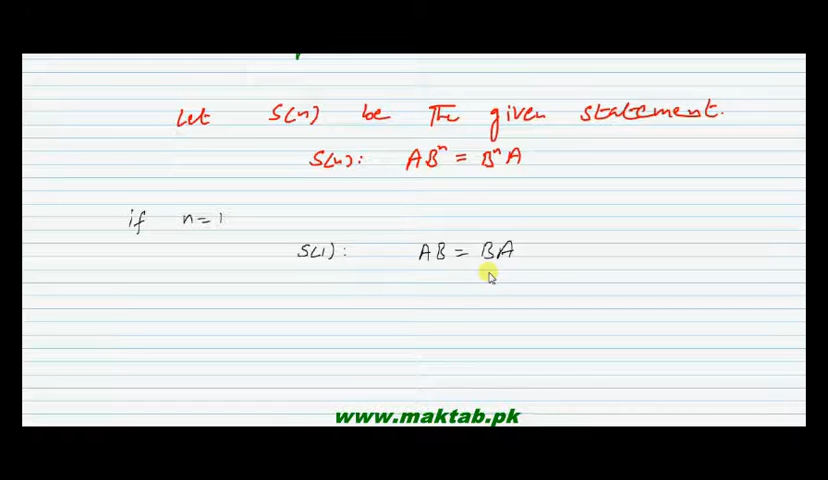 Let S(n) be the given statement.
S(n): ABⁿ = BⁿA
if n=1
S(1): AB = BA
www.maktab.pk